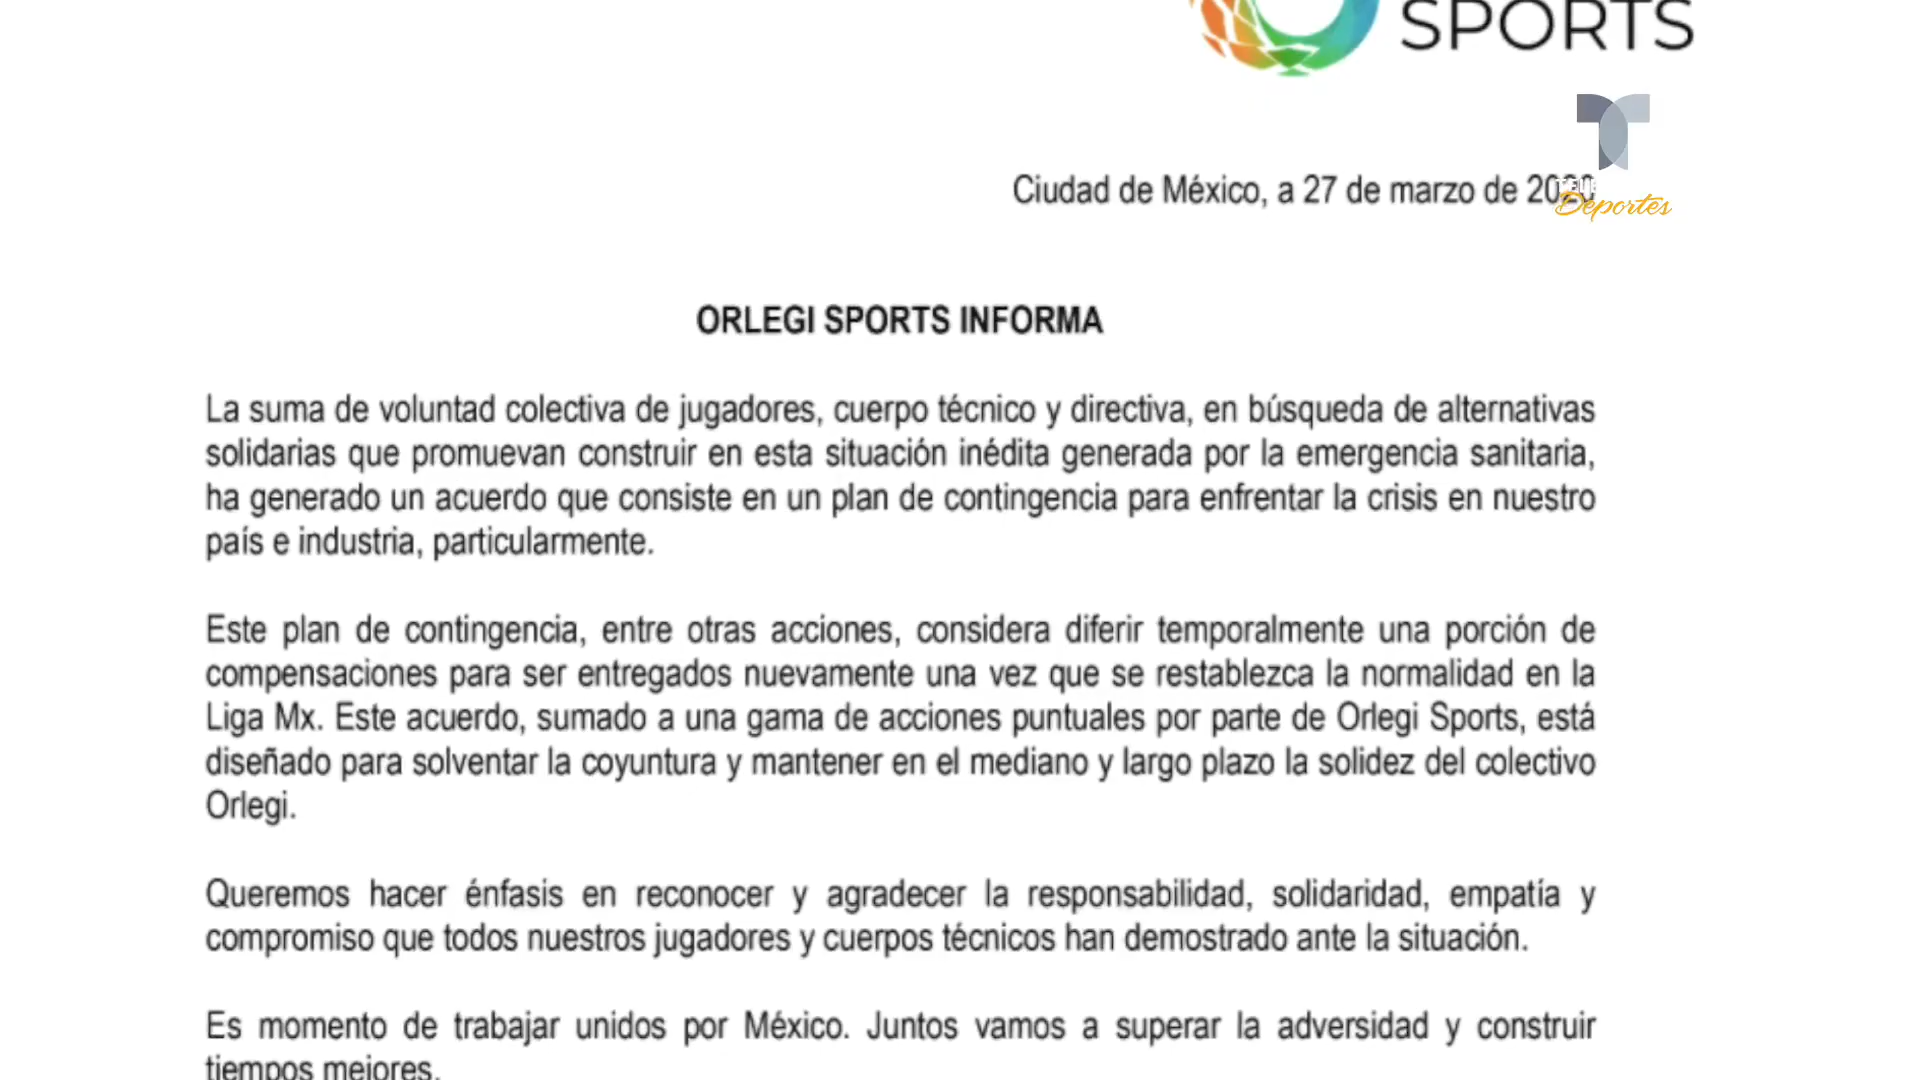 SPORTS
Ciudad de México, a 27 de marzo de 2020
Deportes
ORLEGI SPORTS INFORMA
La suma de voluntad colectiva de jugadores, cuerpo técnico y directiva, en búsqueda de alternativas
solidarias que promuevan construir en esta situación inédita generada por la emergencia sanitaria,
ha generado un acuerdo que consiste en un plan de contingencia para enfrentar la crisis en nuestro
país e industria, particularmente.
Este plan de contingencia, entre otras acciones, considera diferir temporalmente una porción de
compensaciones para ser entregados nuevamente una vez que se restablezca la normalidad en la
Liga Mx. Este acuerdo, sumado a una gama de acciones puntuales por parte de Orlegi Sports, está
diseñado para solventar la coyuntura y mantener en el mediano y largo plazo la solidez del colectivo
Orlegi.
Queremos hacer énfasis en reconocer y agradecer la responsabilidad, solidaridad, empatía y
compromiso que todos nuestros jugadores y cuerpos técnicos han demostrado ante la situación.
Es momento de trabajar unidos por México. Juntos vamos a superar la adversidad y construir
tiempos mejores.